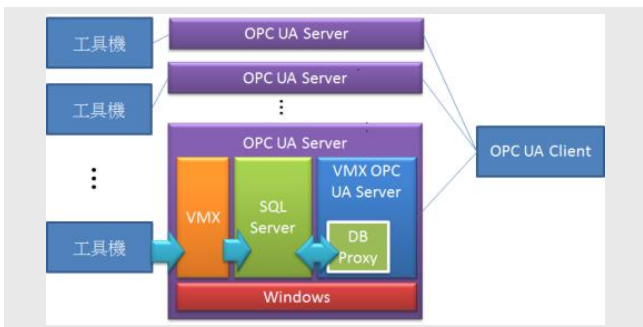 工具機
OPC UA Server
工具機
OPC UA Server
OPC UA Server
OPC UA Client
工具機
VMX
SQL
Server
VMX OPC
UA Server
DB
Proxy
Windows